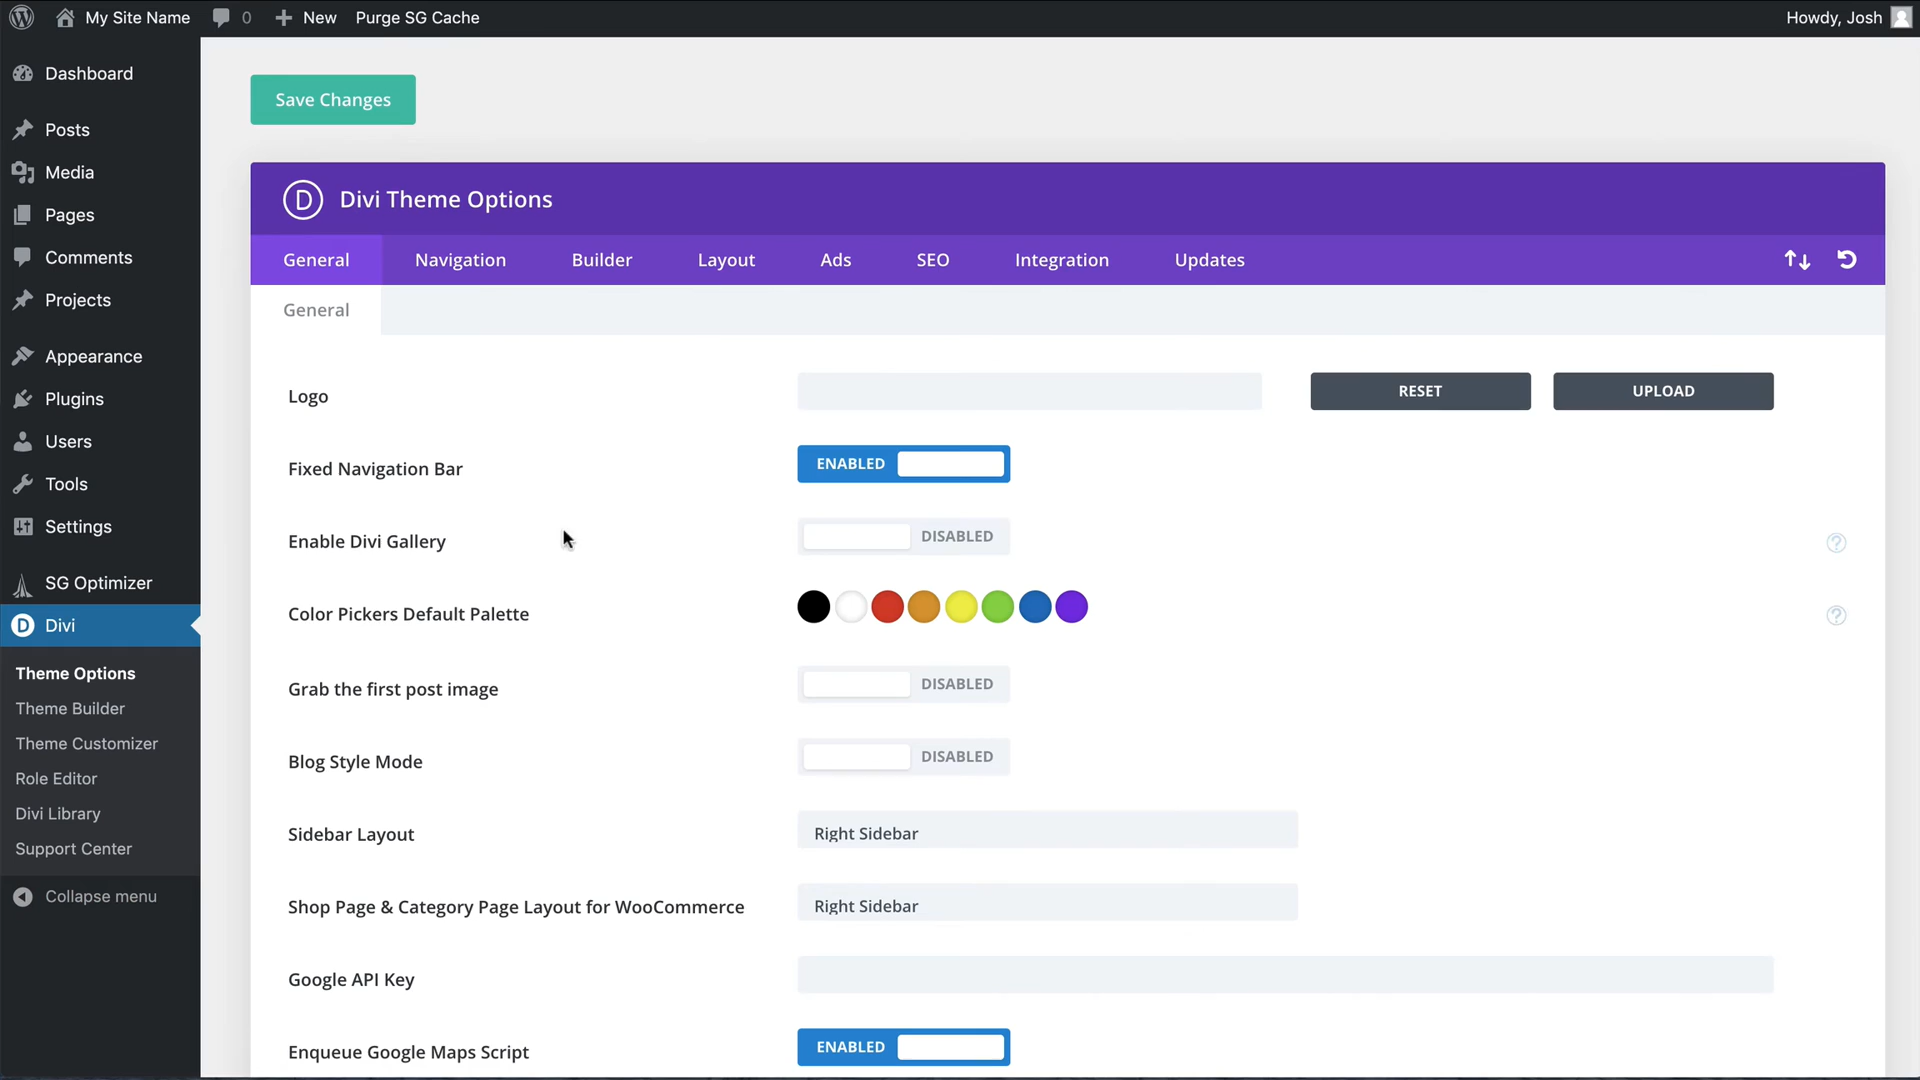 My Site Name 0 New Purge SG Cache Howdy, Josh
Dashboard
Posts
Media
Pages
Comments
Projects
Appearance
Plugins
Users
Tools
Settings
SG Optimizer
Divi
Theme Options
Theme Builder
Theme Customizer
Role Editor
Divi Library
Support Center
Collapse menu
Save Changes
D Divi Theme Options
General Navigation Builder Layout Ads SEO Integration Updates
General
Logo RESET UPLOAD
Fixed Navigation Bar ENABLED
Enable Divi Gallery DISABLED ?
Color Pickers Default Palette ?
Grab the first post image DISABLED
Blog Style Mode DISABLED
Sidebar Layout Right Sidebar
Shop Page & Category Page Layout for WooCommerce Right Sidebar
Google API Key
Enqueue Google Maps Script ENABLED